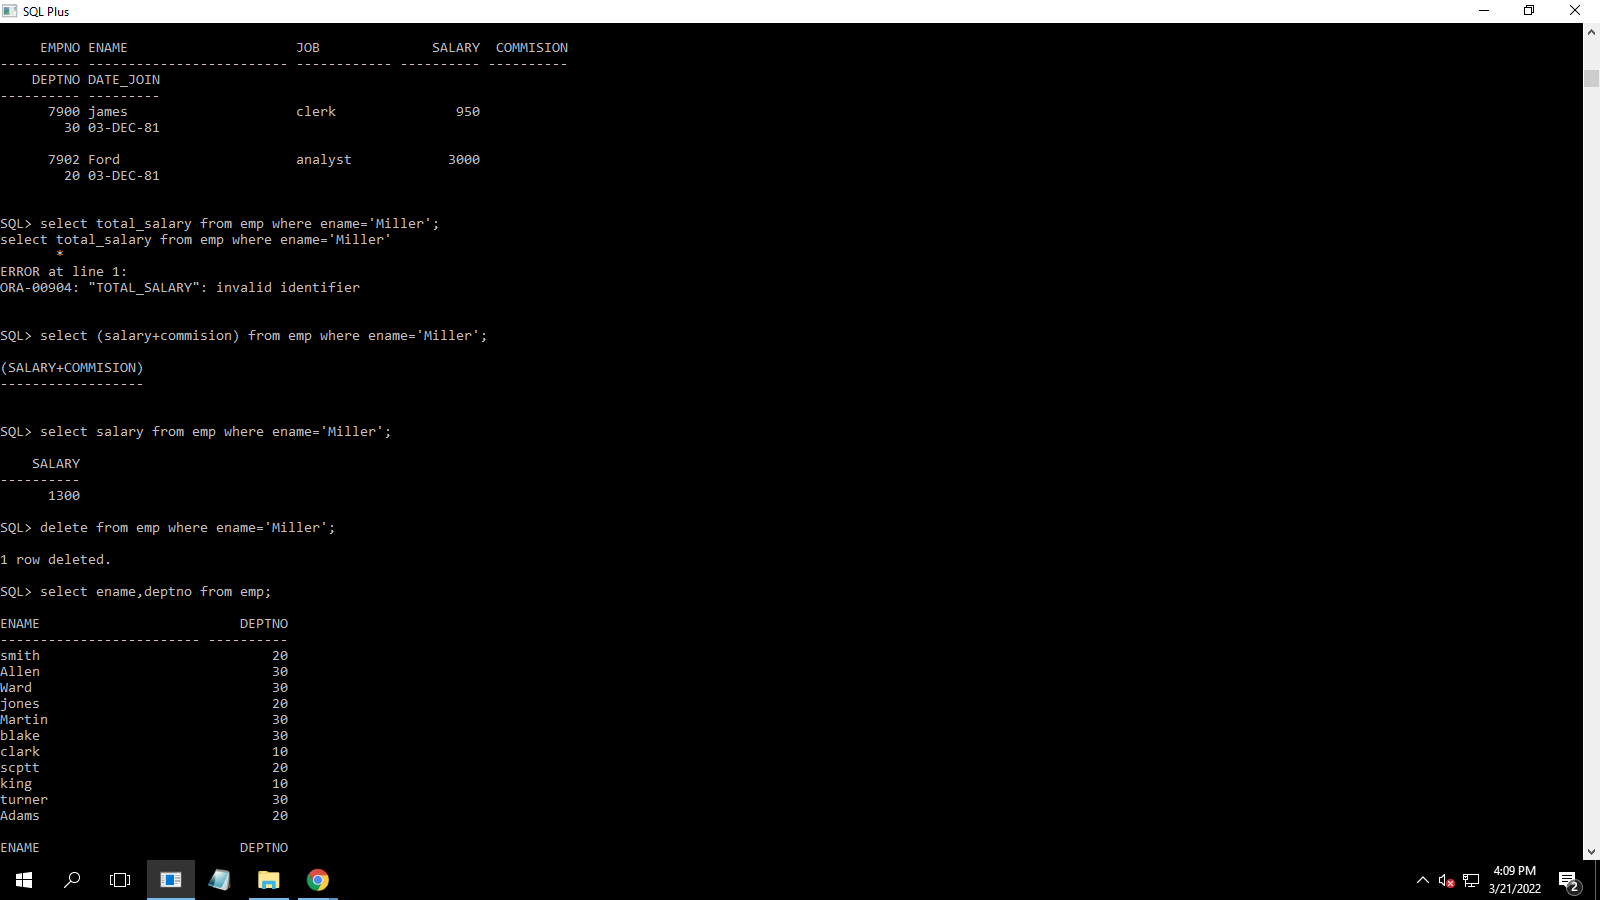 SQL Plus
     EMPNO ENAME                     JOB              SALARY  COMMISION
---------- ------------------------- ------------ ---------- ----------
    DEPTNO DATE_JOIN
---------- ---------
      7900 james                     clerk               950
        30 03-DEC-81
      7902 Ford                      analyst            3000
        20 03-DEC-81
SQL> select total_salary from emp where ename='Miller';
select total_salary from emp where ename='Miller'
       *
ERROR at line 1:
ORA-00904: "TOTAL_SALARY": invalid identifier
SQL> select (salary+commision) from emp where ename='Miller';
(SALARY+COMMISION)
------------------
SQL> select salary from emp where ename='Miller';
    SALARY
----------
      1300
SQL> delete from emp where ename='Miller';
1 row deleted.
SQL> select ename,deptno from emp;
ENAME                         DEPTNO
------------------------- ----------
smith                             20
Allen                             30
Ward                              30
jones                             20
Martin                            30
blake                             30
clark                             10
scptt                             20
king                              10
turner                            30
Adams                             20
ENAME                         DEPTNO
4:09 PM
3/21/2022
2